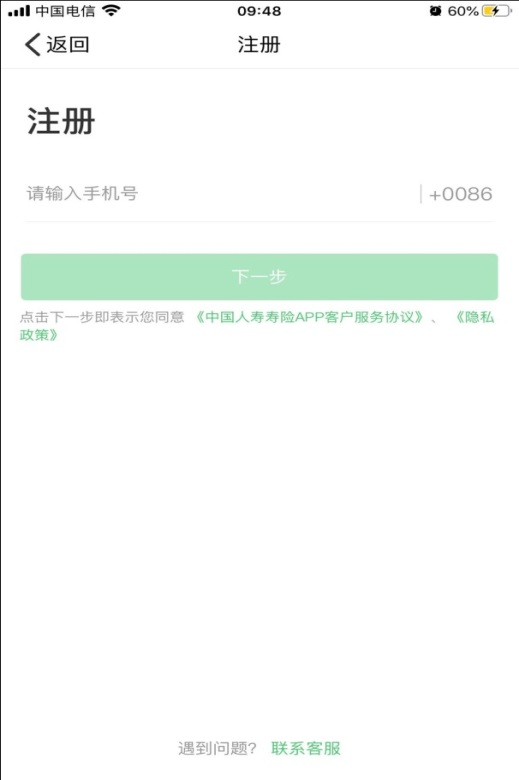 中国电信 09:48 60%
返回 注册
注册
请输入手机号 +0086
下一步
点击下一步即表示您同意《中国人寿寿险APP客户服务协议》、《隐私
政策》
遇到问题? 联系客服